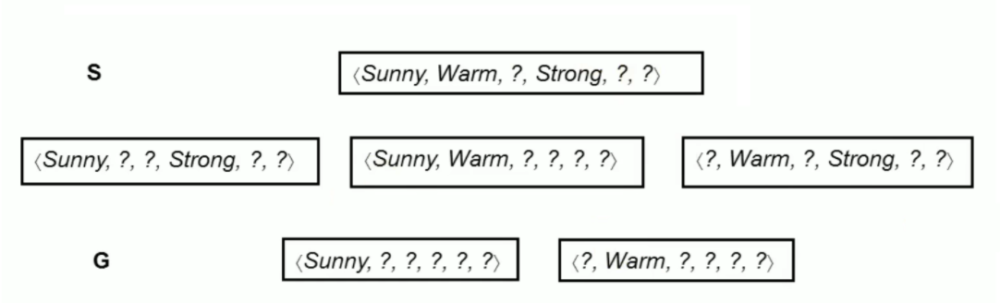 S ⟨Sunny, Warm, ?, Strong, ?, ?⟩
⟨Sunny, ?, ?, Strong, ?, ?⟩ ⟨Sunny, Warm, ?, ?, ?, ?⟩ ⟨?, Warm, ?, Strong, ?, ?⟩
G ⟨Sunny, ?, ?, ?, ?, ?⟩ ⟨?, Warm, ?, ?, ?, ?⟩